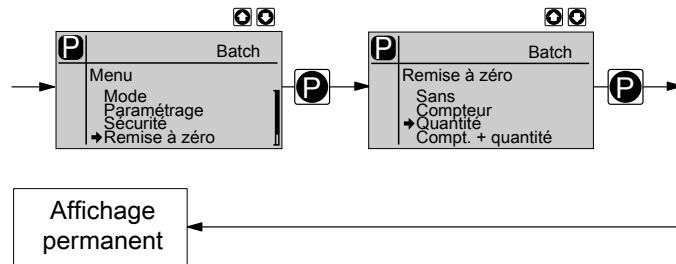 P Batch
Menu
Mode
Paramétrage
Sécurité
Remise à zéro
P
P Batch
Remise à zéro
Sans
Compteur
Quantité
Compt. + quantité
P
Affichage
permanent